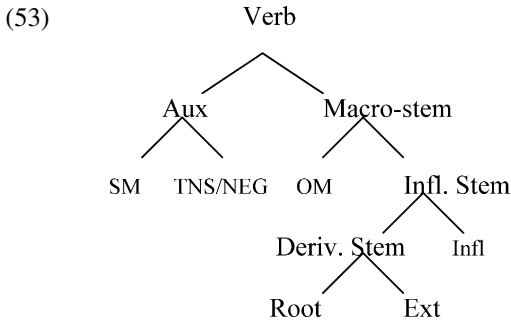 (53) Verb
Aux Macro-stem
SM TNS/NEG OM Infl. Stem
Deriv. Stem Infl
Root Ext